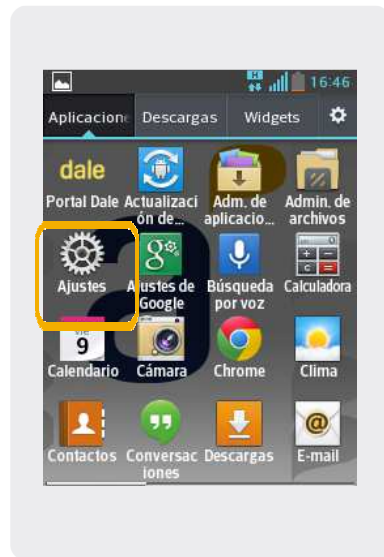 H 16:46
Aplicacione Descargas Widgets
dale
Portal Dale Actualizaci Adm. de Admin. de
ón de... aplicacio... archivos
g
Ajustes Ajustes de Búsqueda Calculadora
Google por voz
vie
9
Calendario Cámara Chrome Clima
@
Contactos Conversac Descargas E-mail
iones